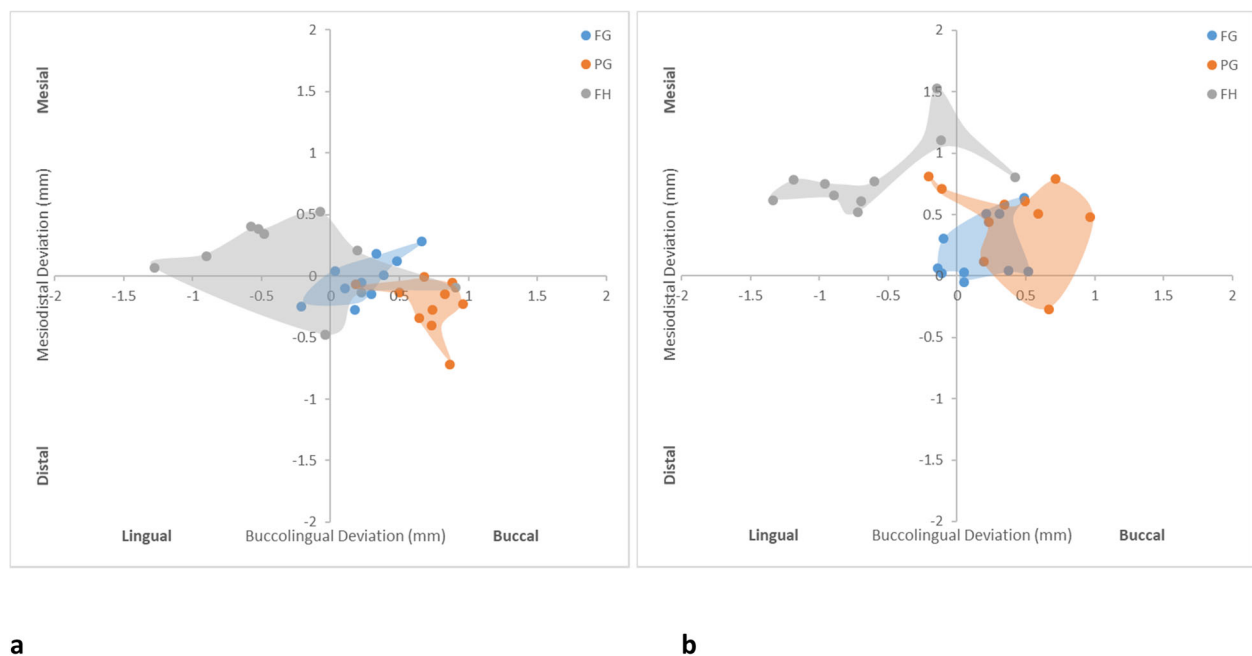 2
1.5
1
0.5
0
-0.5
-1
-1.5
-2
-2 -1.5 -1 -0.5 0 0.5 1 1.5 2
Mesial
Mesiodistal Deviation (mm)
Distal
Lingual Buccolingual Deviation (mm) Buccal
FG
PG
FH
a
2
1.5
1
0.5
0
-0.5
-1
-1.5
-2
-2 -1.5 -1 -0.5 0 0.5 1 1.5 2
Mesial
Mesiodistal Deviation (mm)
Distal
Lingual Buccolingual Deviation (mm) Buccal
FG
PG
FH
b